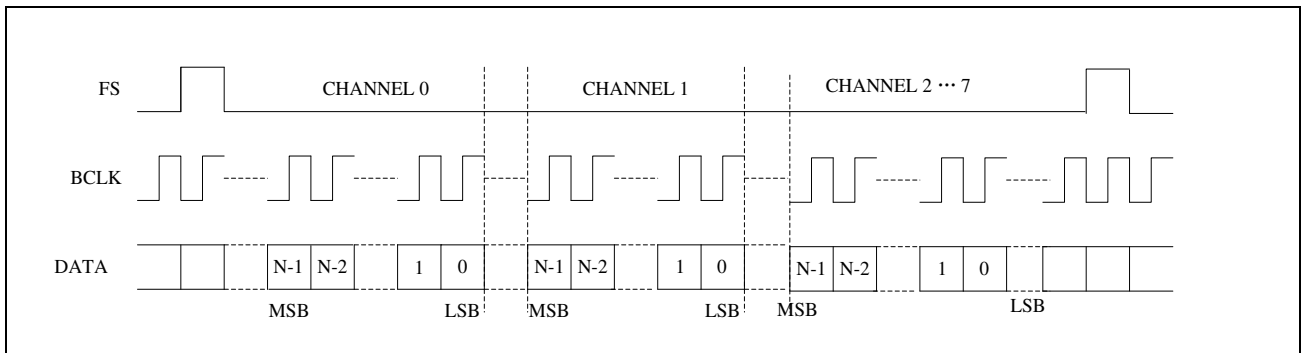 FS CHANNEL 0 CHANNEL 1 CHANNEL 2 ⋯ 7
BCLK
DATA N-1 N-2 1 0 N-1 N-2 1 0 N-1 N-2 1 0
MSB LSB MSB LSB MSB LSB